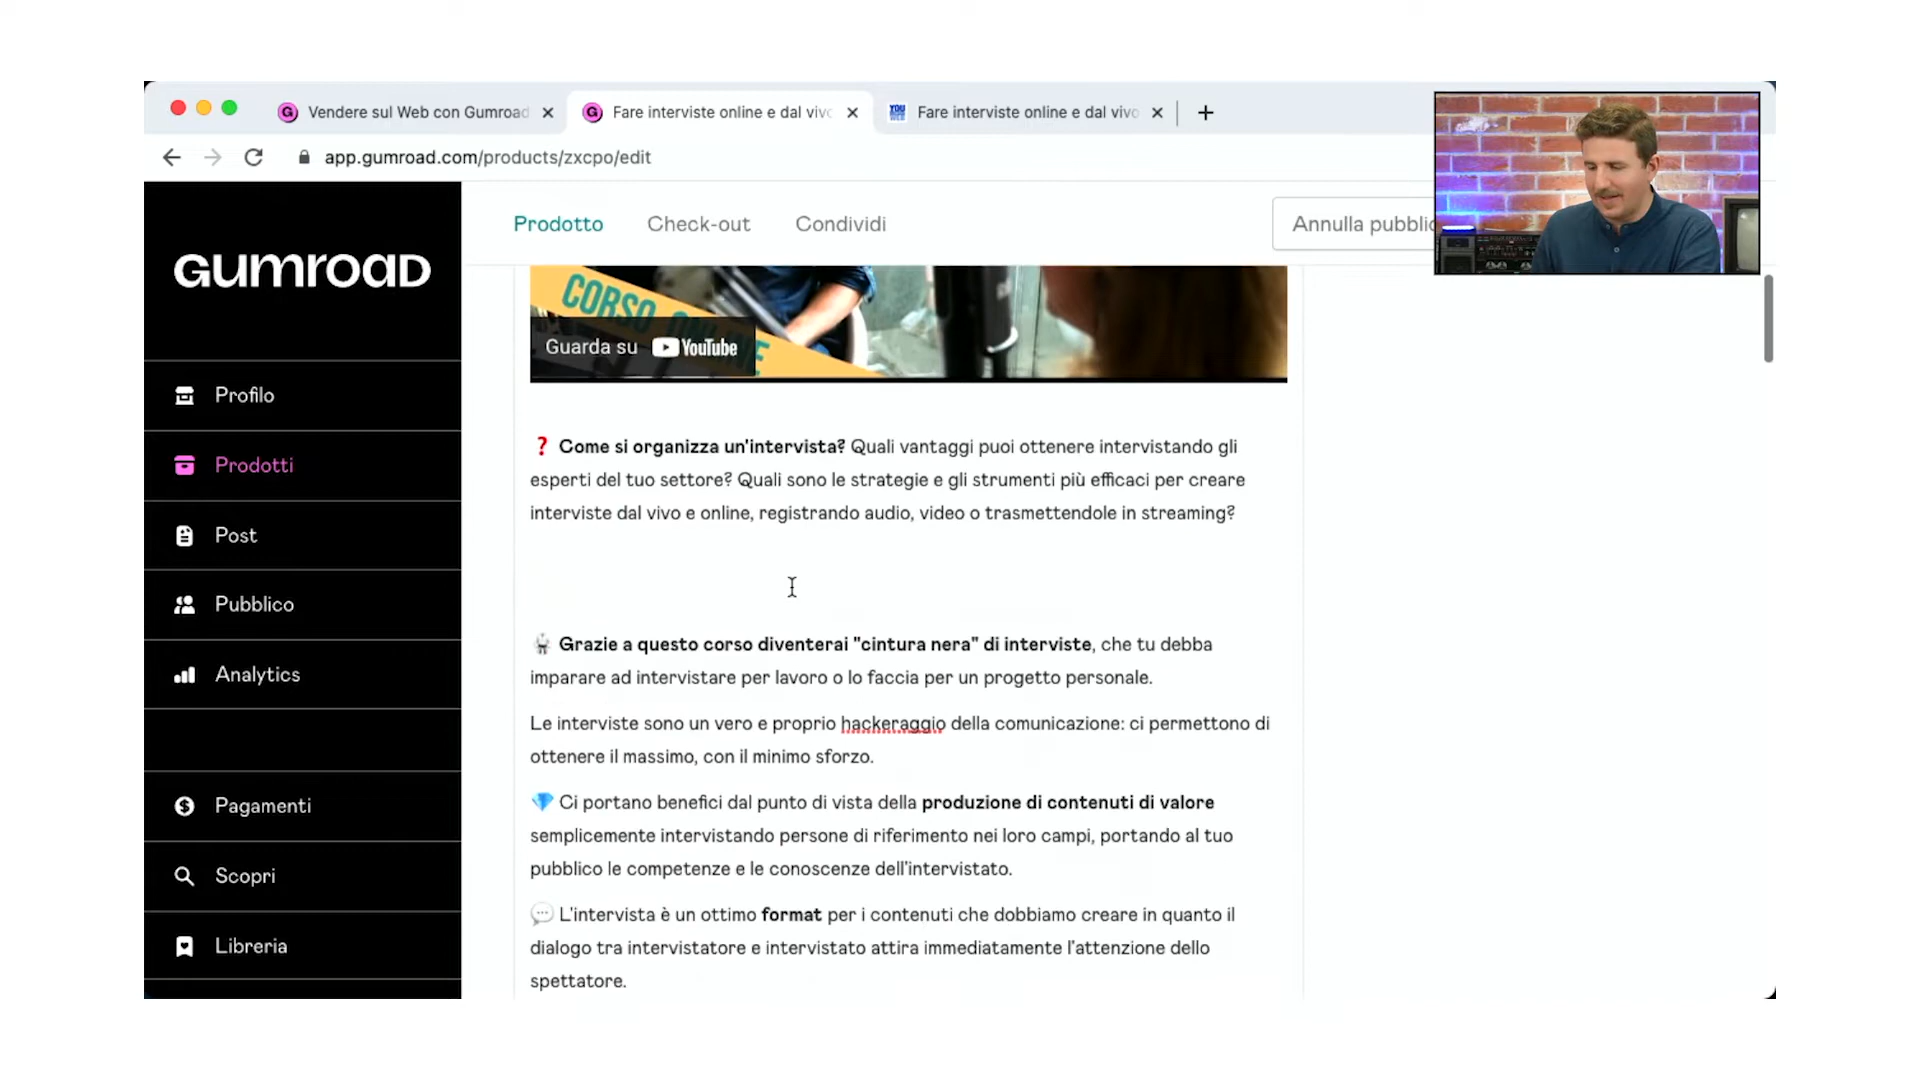 Vendere sul Web con Gumroad
Fare interviste online e dal vivo
YOU
Fare interviste online e dal vivo
app.gumroad.com/products/zxcpo/edit
GUMROAD
Profilo
Prodotti
Post
Pubblico
Analytics
Pagamenti
Scopri
Libreria
Prodotto
Check-out
Condividi
Annulla pubblic
CORSO ONLINE
Guarda su YouTube
❓ Come si organizza un'intervista? Quali vantaggi puoi ottenere intervistando gli
esperti del tuo settore? Quali sono le strategie e gli strumenti più efficaci per creare
interviste dal vivo e online, registrando audio, video o trasmettendole in streaming?
🥋 Grazie a questo corso diventerai "cintura nera" di interviste, che tu debba
imparare ad intervistare per lavoro o lo faccia per un progetto personale.
Le interviste sono un vero e proprio hackeraggio della comunicazione: ci permettono di
ottenere il massimo, con il minimo sforzo.
💎 Ci portano benefici dal punto di vista della produzione di contenuti di valore
semplicemente intervistando persone di riferimento nei loro campi, portando al tuo
pubblico le competenze e le conoscenze dell'intervistato.
💬 L'intervista è un ottimo format per i contenuti che dobbiamo creare in quanto il
dialogo tra intervistatore e intervistato attira immediatamente l'attenzione dello
spettatore.